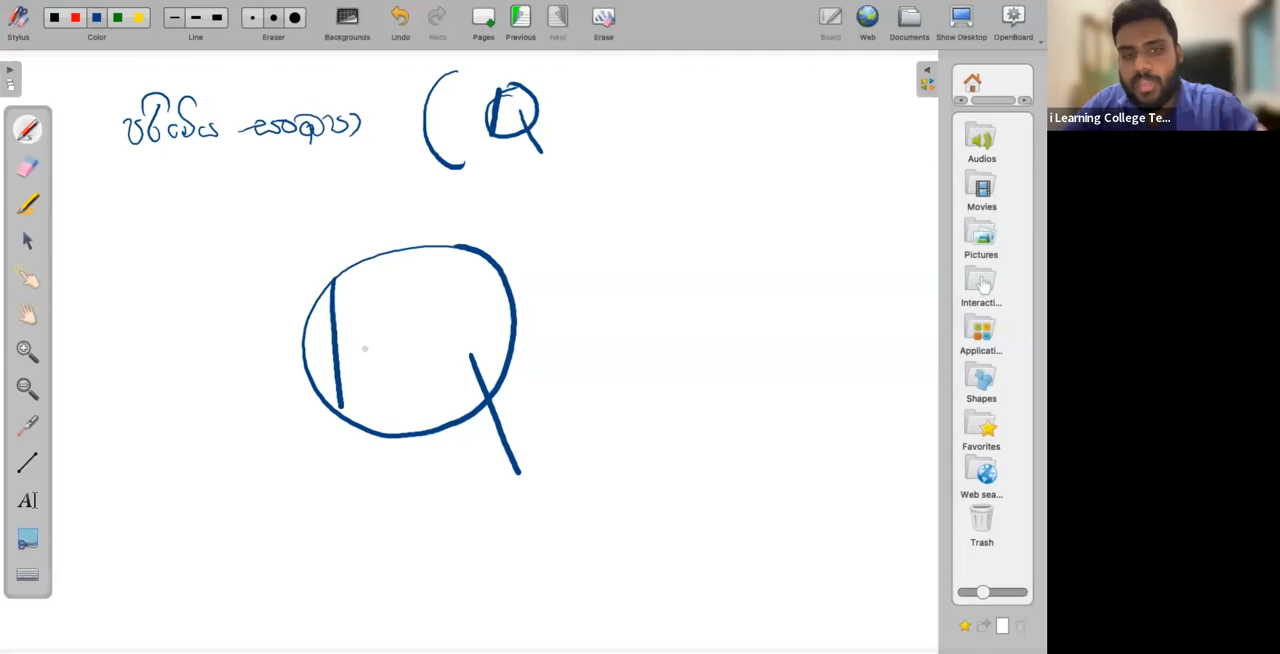 Stylus
Color
Line
Eraser
Backgrounds
Undo
Redo
Pages
Previous
Next
Erase
Board
Web
Documents
Show Desktop
OpenBoard
i Learning College Te...
පරිමේය සංඛ්‍යා ( Q
Q
Audios
Movies
Pictures
Interacti...
Applicati...
Shapes
Favorites
Web sea...
Trash